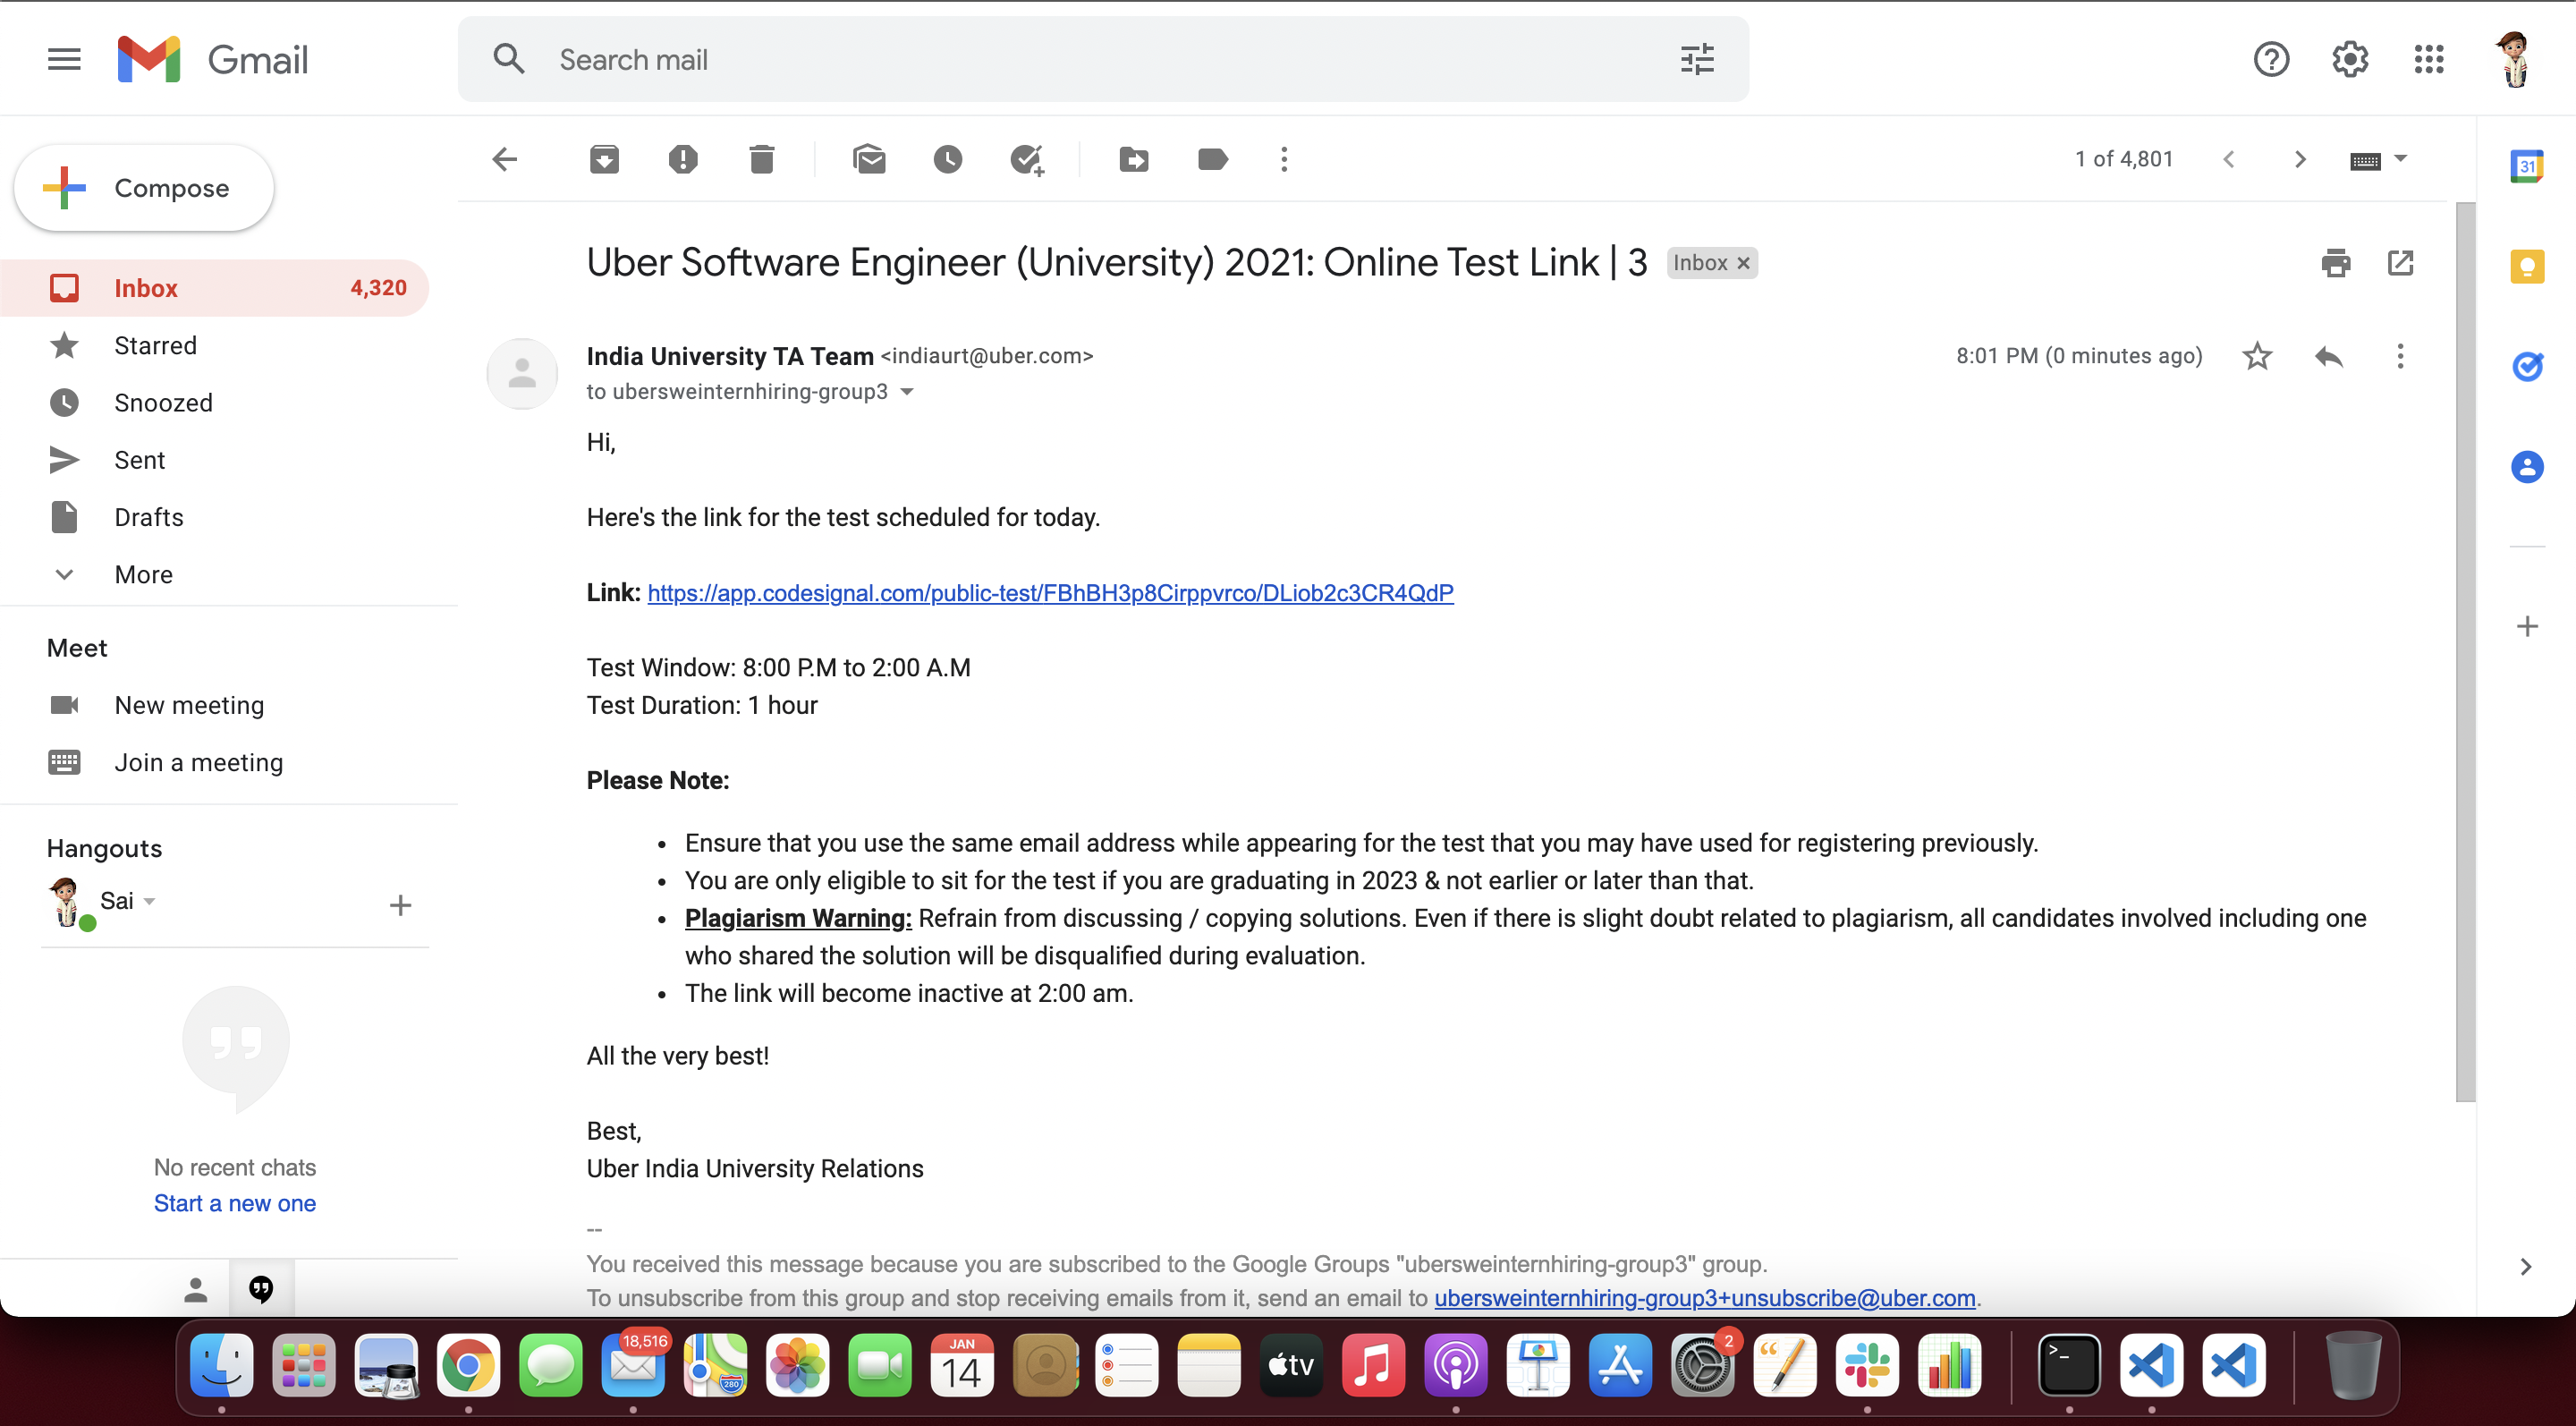 Gmail
Search mail
Compose
1 of 4,801
31
Inbox 4,320
Starred
Snoozed
Sent
Drafts
More
Meet
New meeting
Join a meeting
Hangouts
Sai
No recent chats
Start a new one
Uber Software Engineer (University) 2021: Online Test Link | 3 Inbox
India University TA Team <indiaurt@uber.com> 8:01 PM (0 minutes ago)
to ubersweinternhiring-group3
Hi,
Here's the link for the test scheduled for today.
Link: https://app.codesignal.com/public-test/FBhBH3p8Cirppvrco/DLiob2c3CR4QdP
Test Window: 8:00 P.M to 2:00 A.M
Test Duration: 1 hour
Please Note:
• Ensure that you use the same email address while appearing for the test that you may have used for registering previously.
• You are only eligible to sit for the test if you are graduating in 2023 & not earlier or later than that.
• Plagiarism Warning: Refrain from discussing / copying solutions. Even if there is slight doubt related to plagiarism, all candidates involved including one
who shared the solution will be disqualified during evaluation.
• The link will become inactive at 2:00 am.
All the very best!
Best,
Uber India University Relations
--
You received this message because you are subscribed to the Google Groups "ubersweinternhiring-group3" group.
To unsubscribe from this group and stop receiving emails from it, send an email to ubersweinternhiring-group3+unsubscribe@uber.com.
18,516
280
JAN
14
tv
2
>_